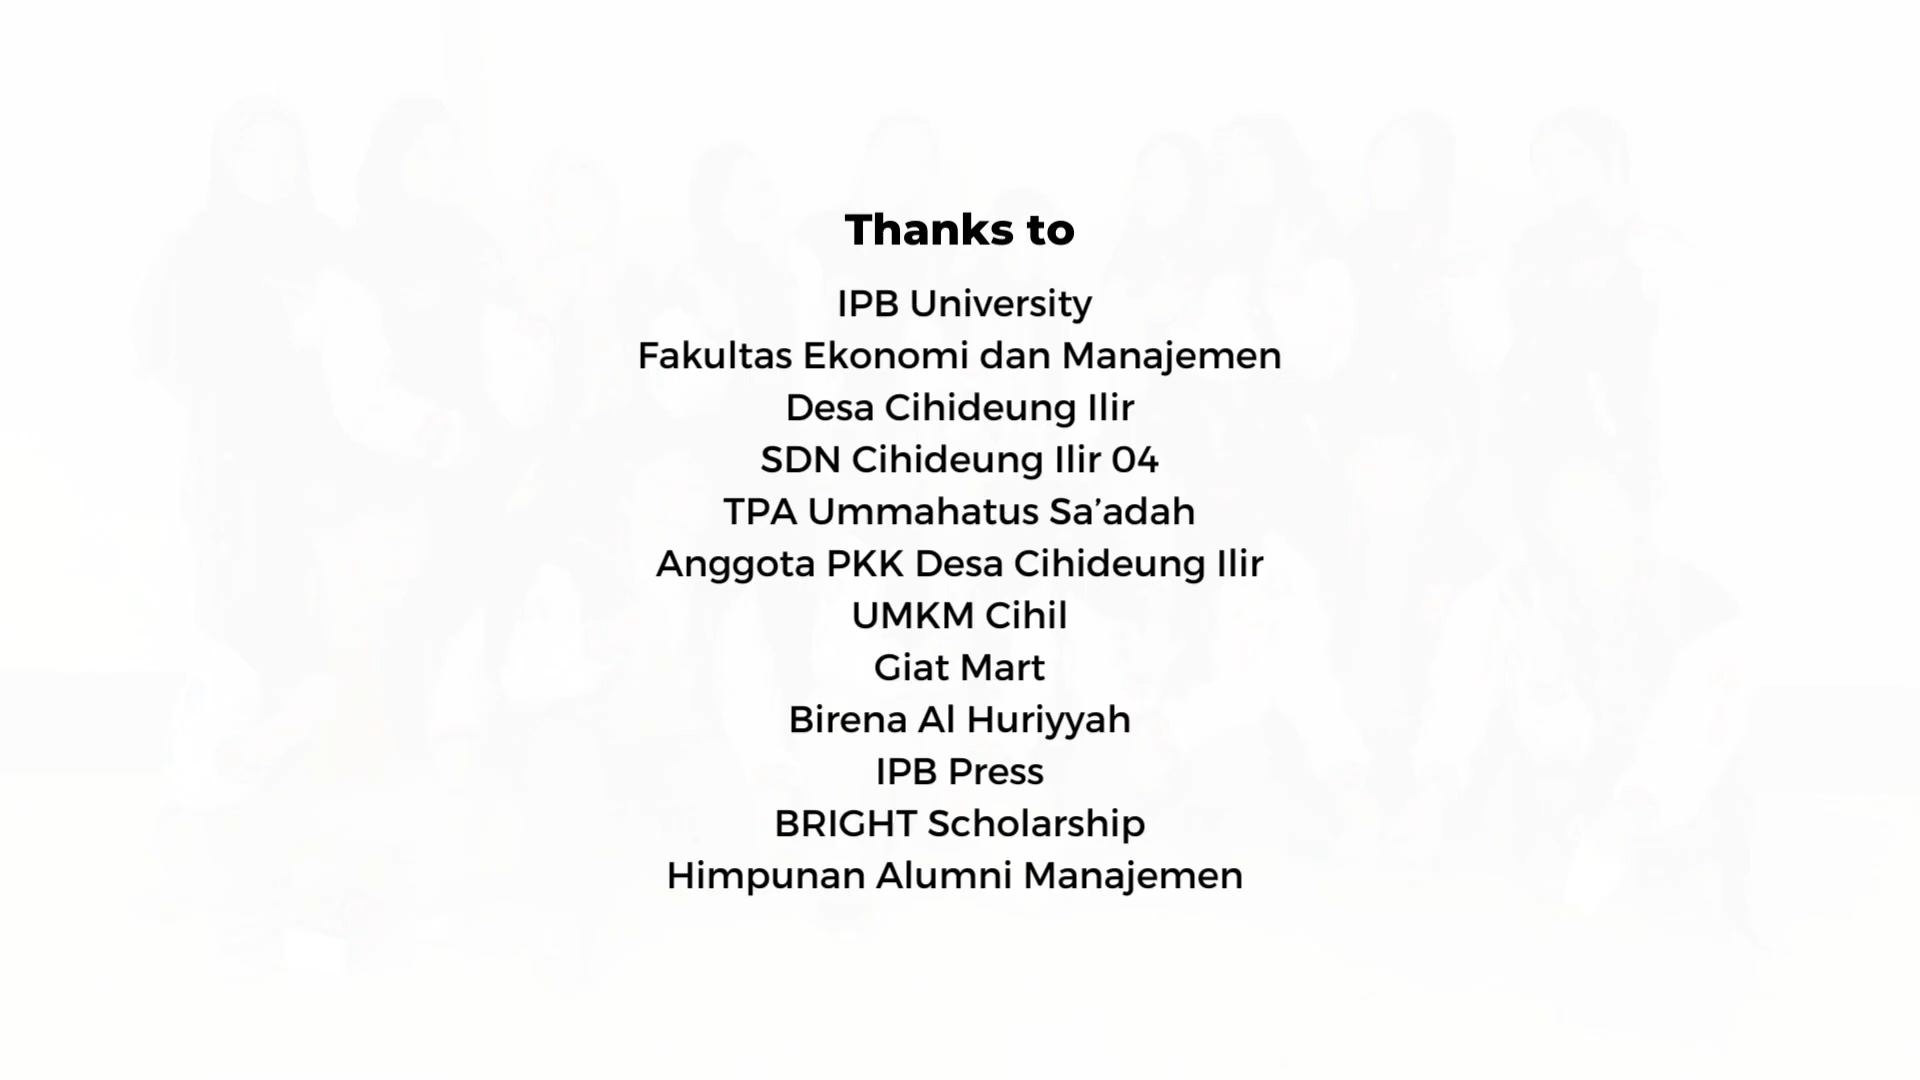 Thanks to
IPB University
Fakultas Ekonomi dan Manajemen
Desa Cihideung Ilir
SDN Cihideung Ilir 04
TPA Ummahatus Sa’adah
Anggota PKK Desa Cihideung Ilir
UMKM Cihil
Giat Mart
Birena Al Huriyyah
IPB Press
BRIGHT Scholarship
Himpunan Alumni Manajemen